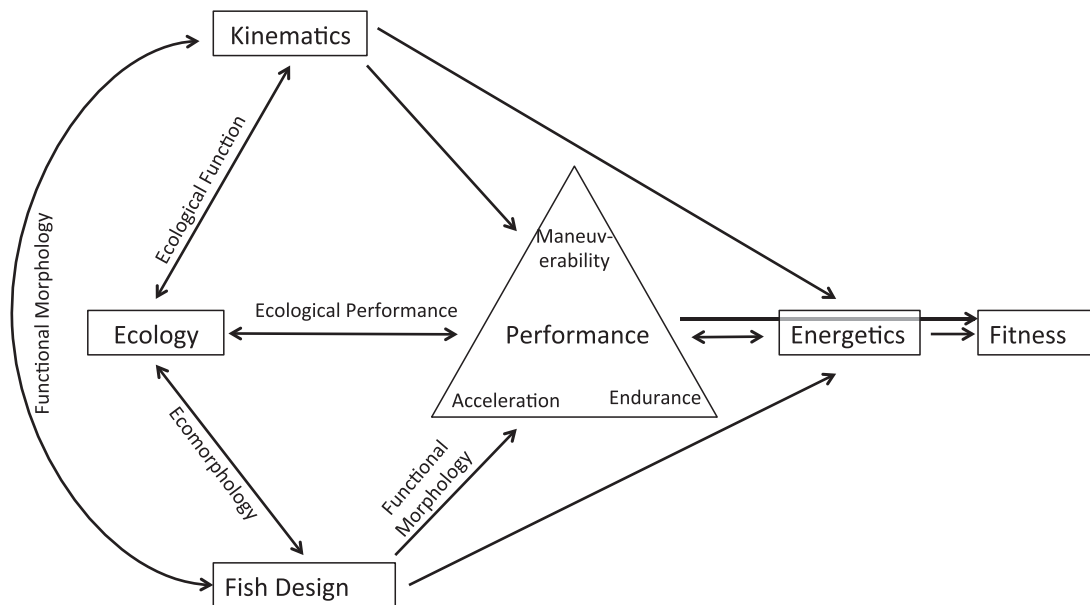 Kinematics
Ecological Function
Functional Morphology
Maneuv-
erability
Ecology
Ecological Performance
Performance
Energetics
Fitness
Acceleration
Endurance
Ecomorphology
Functional
Morphology
Fish Design